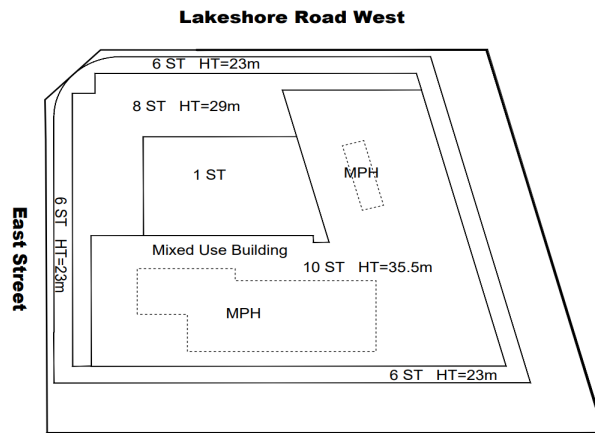 Lakeshore Road West
6 ST HT=23m
8 ST HT=29m
MPH
1 ST
East Street
6 ST HT=23m
Mixed Use Building
10 ST HT=35.5m
MPH
6 ST HT=23m